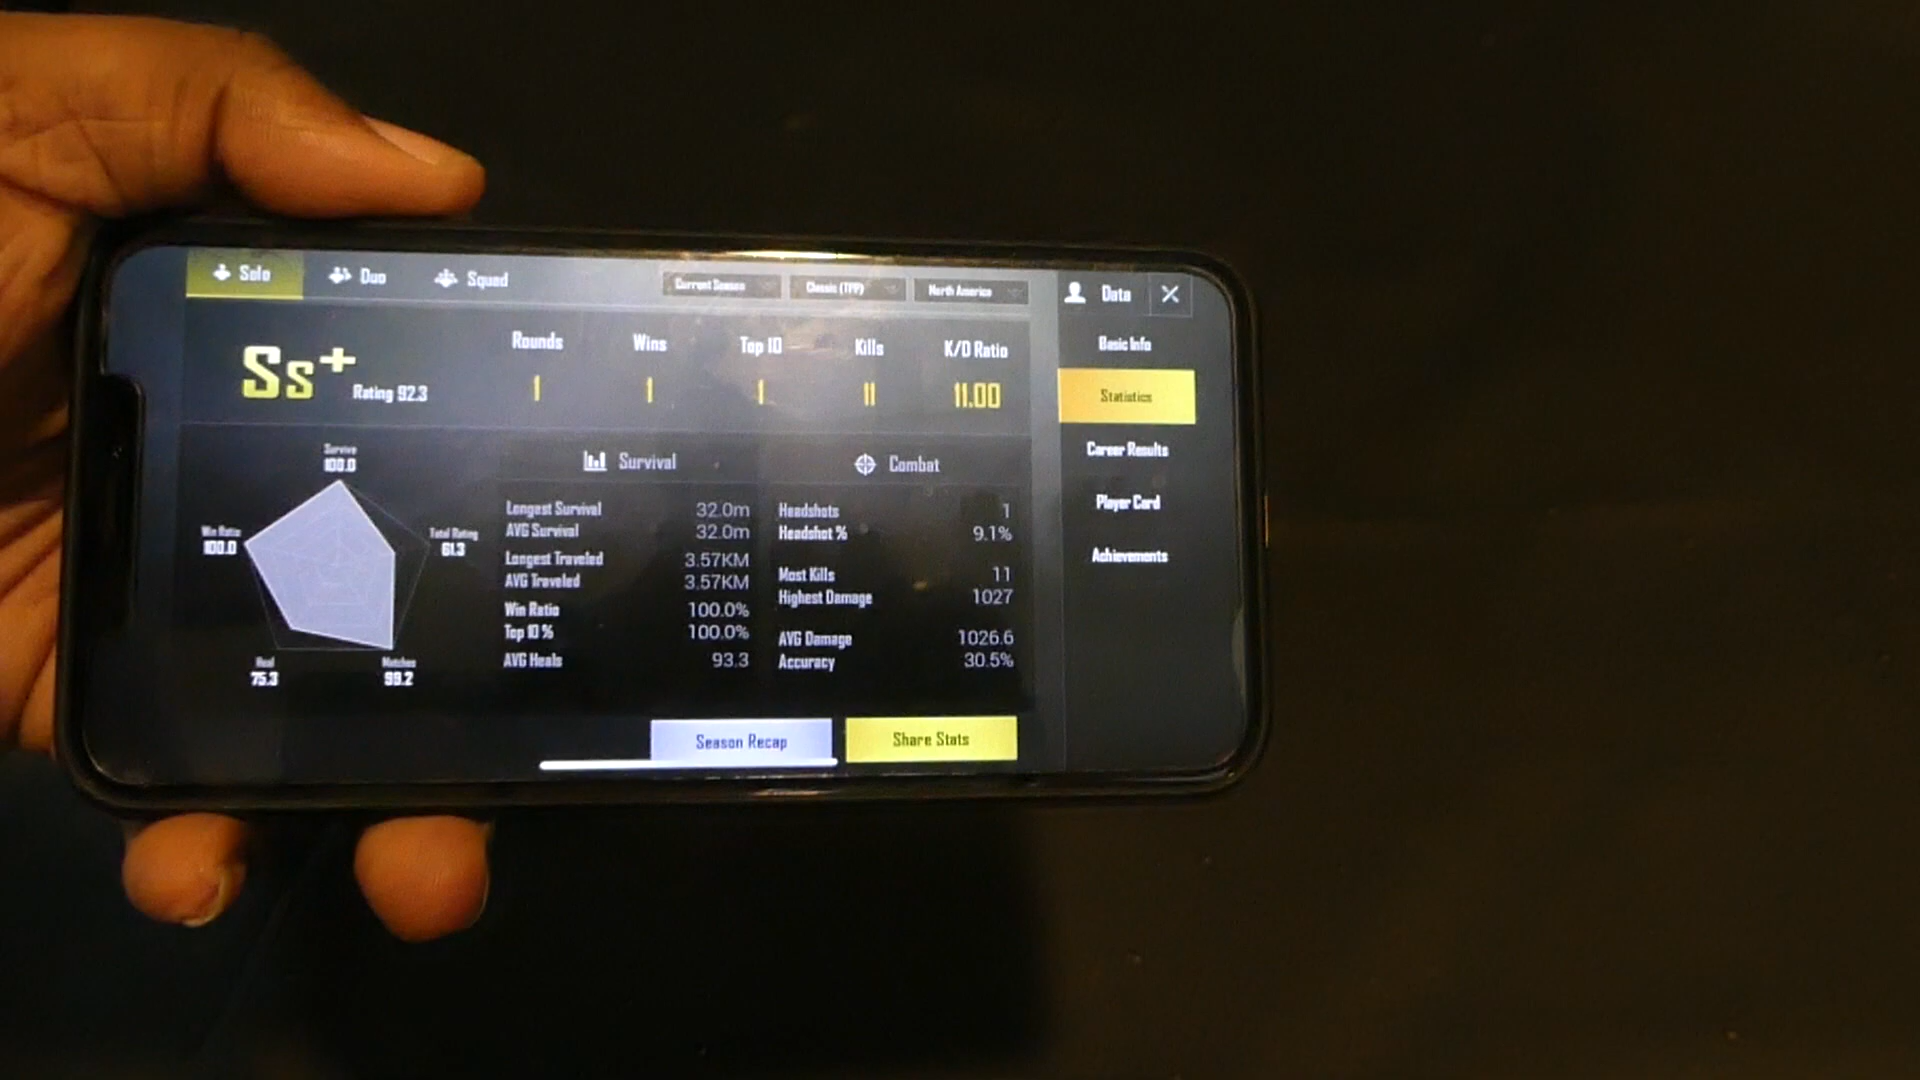 Solo Duo Squad Current Season Classic (TPP) North America Data
Basic Info
Statistics
Career Results
Player Card
Achievements
Ss+ Rating 92.3
Rounds Wins Top 10 Kills K/D Ratio
1 1 1 11 11.00
Survive
100.0
Win Ratio
100.0
Total Rating
61.3
Heal
75.3
Matches
99.2
Survival
Longest Survival 32.0m
AVG Survival 32.0m
Longest Traveled 3.57KM
AVG Traveled 3.57KM
Win Ratio 100.0%
Top 10 % 100.0%
AVG Heals 93.3
Combat
Headshots 1
Headshot % 9.1%
Most Kills 11
Highest Damage 1027
AVG Damage 1026.6
Accuracy 30.5%
Season Recap Share Stats